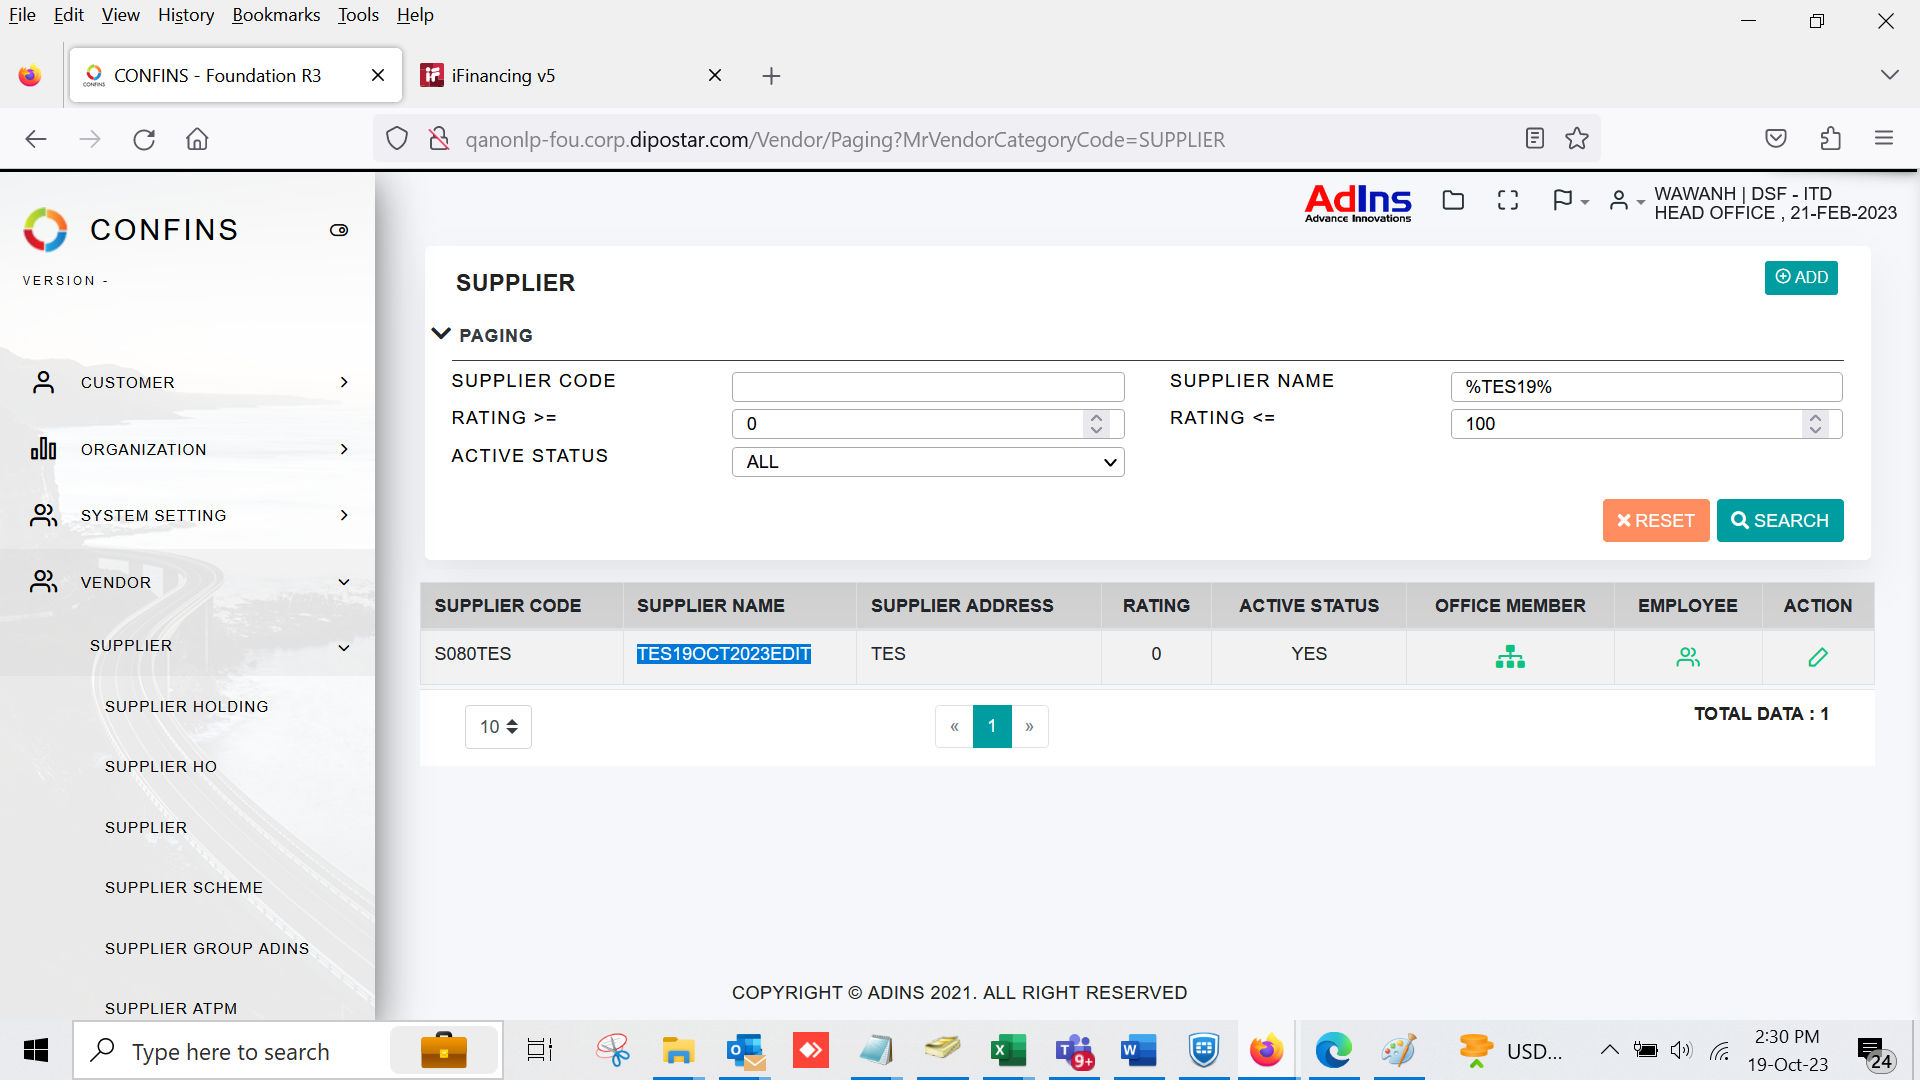 File Edit View History Bookmarks Tools Help
CONFINS - Foundation R3
iFinancing v5
qanonlp-fou.corp.dipostar.com/Vendor/Paging?MrVendorCategoryCode=SUPPLIER
CONFINS
VERSION -
AdIns
Advance Innovations
WAWANH | DSF - ITD
HEAD OFFICE , 21-FEB-2023
CUSTOMER
ORGANIZATION
SYSTEM SETTING
VENDOR
SUPPLIER
SUPPLIER HOLDING
SUPPLIER HO
SUPPLIER
SUPPLIER SCHEME
SUPPLIER GROUP ADINS
SUPPLIER ATPM
SUPPLIER
ADD
PAGING
SUPPLIER CODE
SUPPLIER NAME %TES19%
RATING >= 0
RATING <= 100
ACTIVE STATUS ALL
RESET SEARCH
SUPPLIER CODE SUPPLIER NAME SUPPLIER ADDRESS RATING ACTIVE STATUS OFFICE MEMBER EMPLOYEE ACTION
S080TES TES19OCT2023EDIT TES 0 YES
10 « 1 » TOTAL DATA : 1
COPYRIGHT © ADINS 2021. ALL RIGHT RESERVED
Type here to search
9+
USD...
2:30 PM
19-Oct-23
24